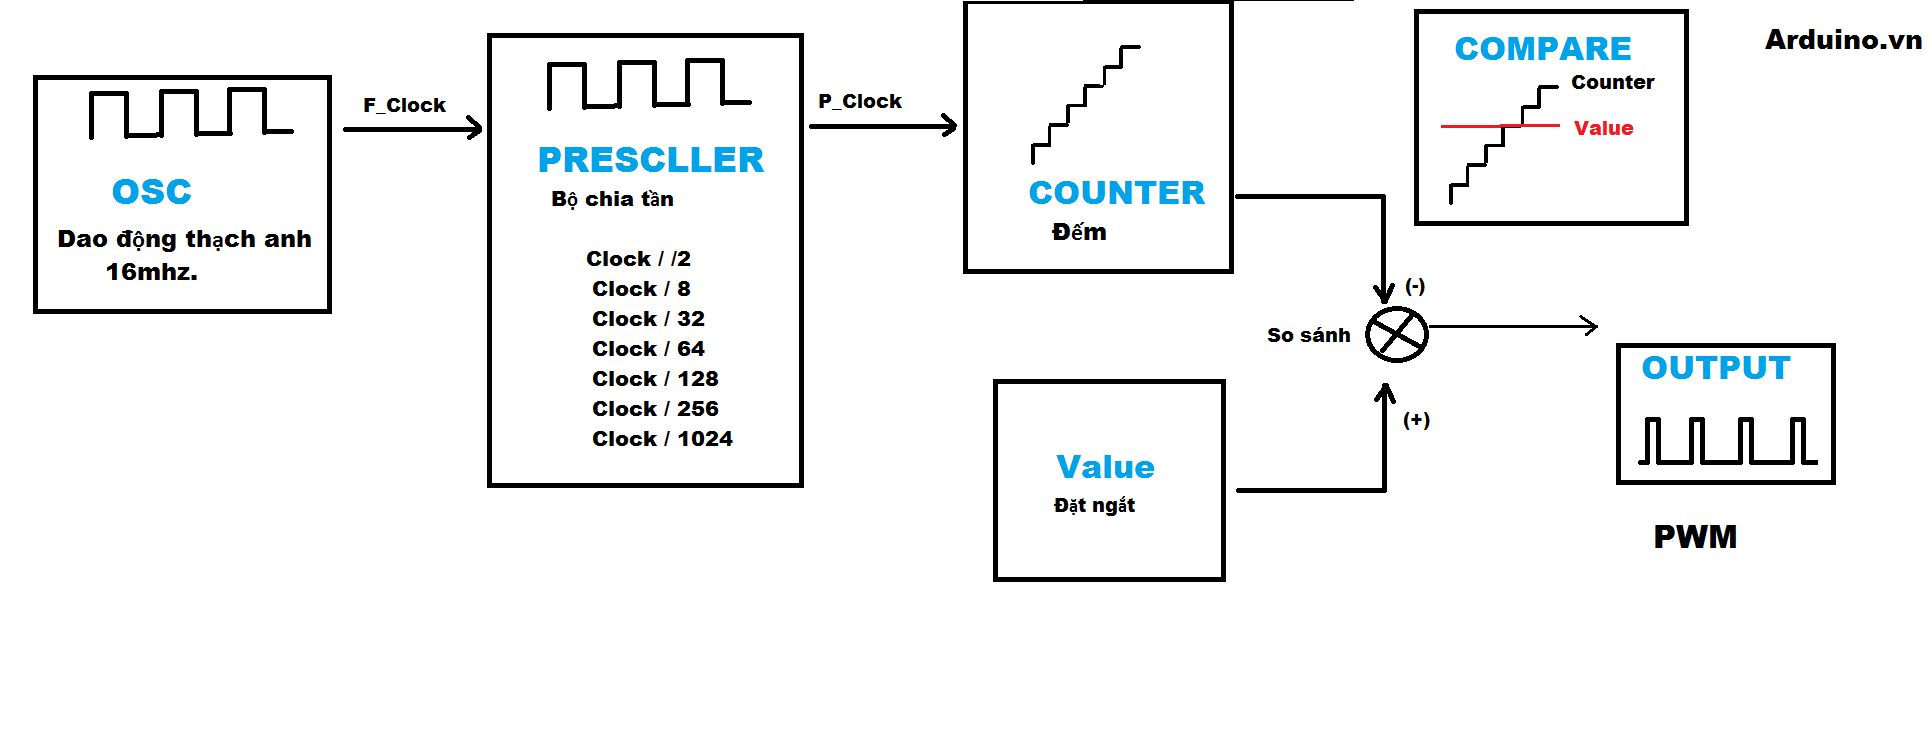 Arduino.vn
OSC
Dao động thạch anh
16mhz.
F_Clock
PRESCLLER
Bộ chia tần
Clock / /2
Clock / 8
Clock / 32
Clock / 64
Clock / 128
Clock / 256
Clock / 1024
P_Clock
COUNTER
Đếm
COMPARE
Counter
Value
(-)
So sánh
(+)
Value
Đặt ngắt
OUTPUT
PWM